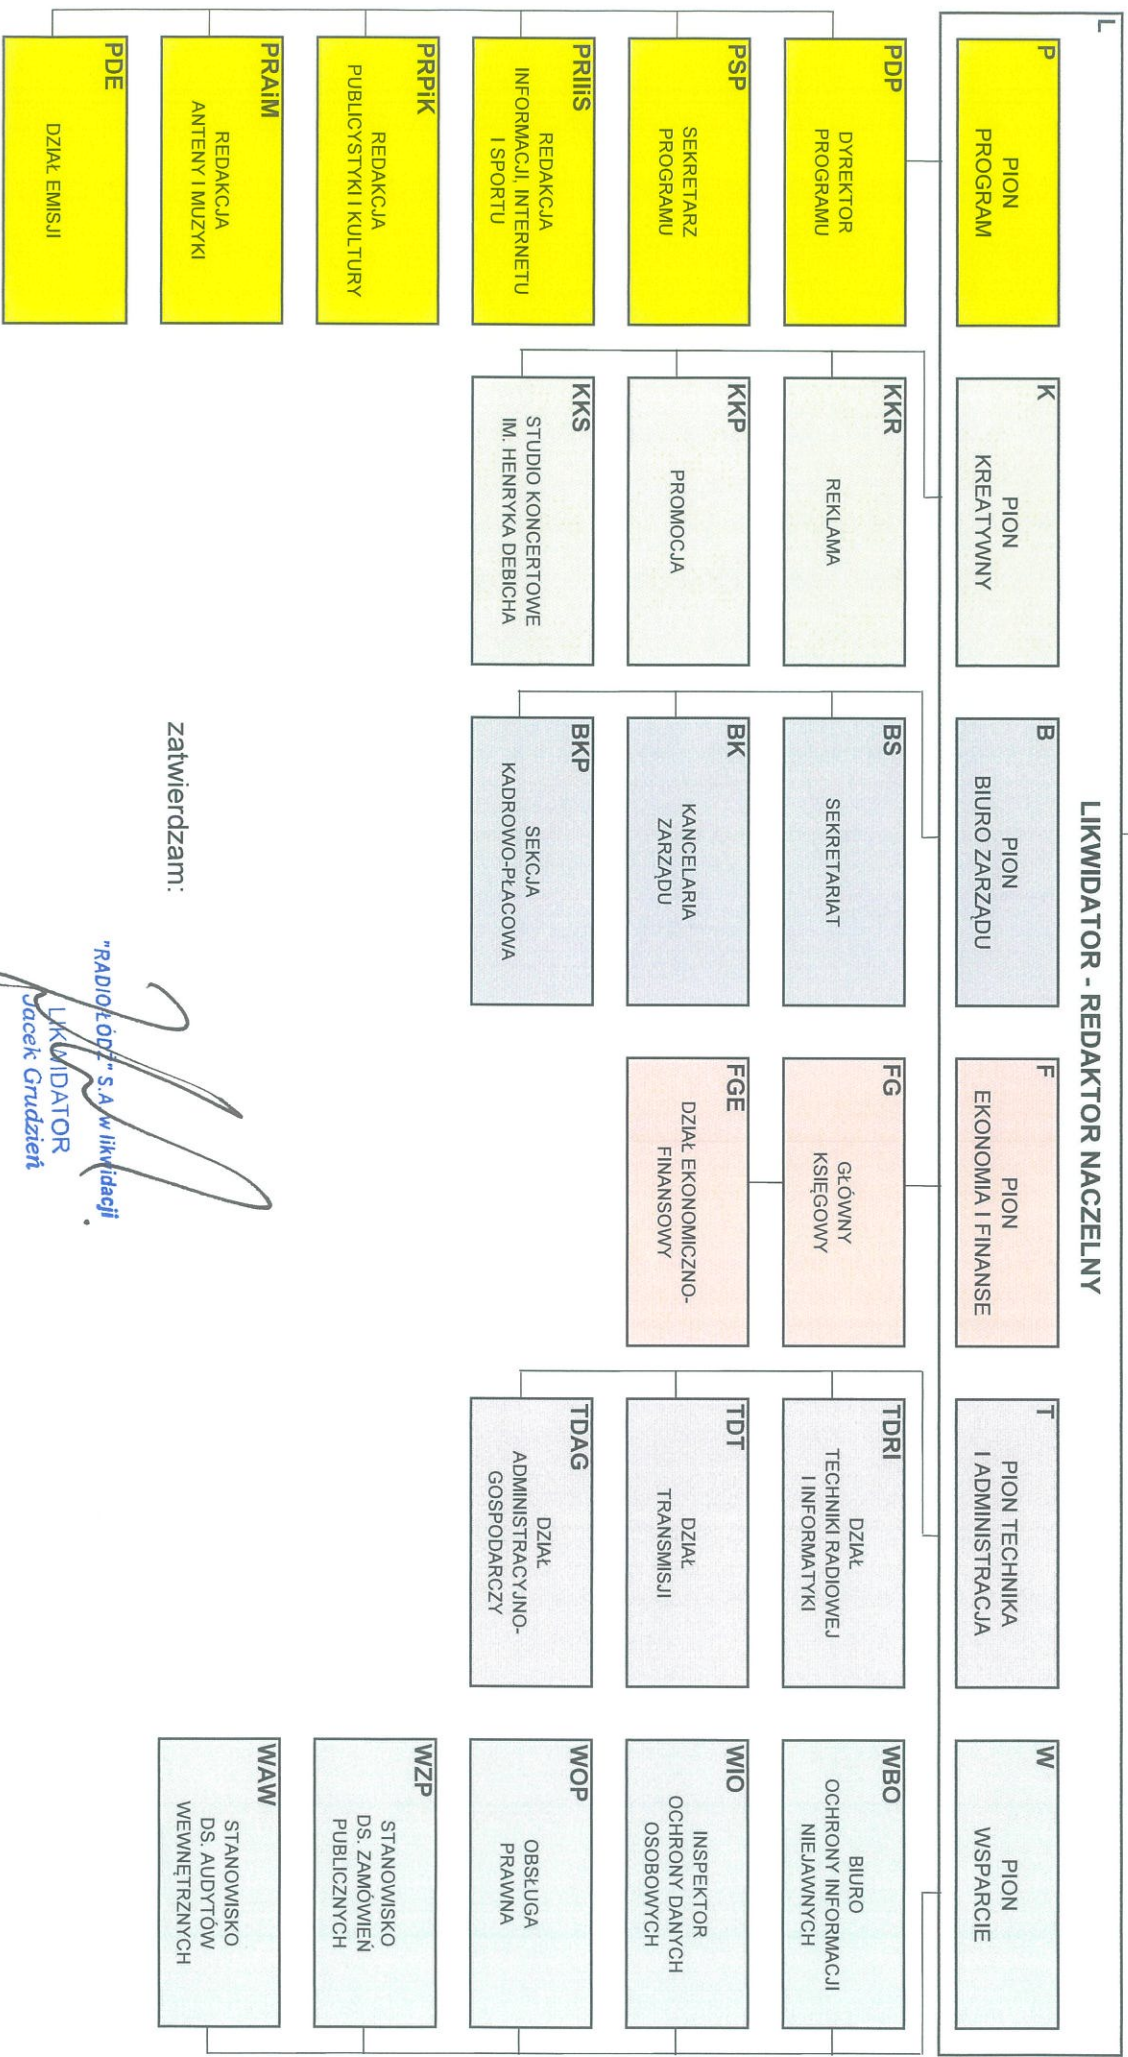 L
LIKWIDATOR - REDAKTOR NACZELNY
P
PION
PROGRAM
K
PION
KREATYWNY
B
PION
BIURO ZARZĄDU
F
PION
EKONOMIA I FINANSE
T
PION TECHNIKA
I ADMINISTRACJA
W
PION
WSPARCIE
PDP
DYREKTOR
PROGRAMU
KKR
REKLAMA
BS
SEKRETARIAT
FG
GŁÓWNY
KSIĘGOWY
TDRI
DZIAŁ
TECHNIKI RADIOWEJ
I INFORMATYKI
WBO
BIURO
OCHRONY INFORMACJI
NIEJAWNYCH
PSP
SEKRETARZ
PROGRAMU
KKP
PROMOCJA
BK
KANCELARIA
ZARZĄDU
FGE
DZIAŁ EKONOMICZNO-
FINANSOWY
TDT
DZIAŁ
TRANSMISJI
WIO
INSPEKTOR
OCHRONY DANYCH
OSOBOWYCH
PRIIiS
REDAKCJA
INFORMACJI, INTERNETU
I SPORTU
KKS
STUDIO KONCERTOWE
IM. HENRYKA DEBICHA
BKP
SEKCJA
KADROWO-PŁACOWA
TDAG
DZIAŁ
ADMINISTRACYJNO-
GOSPODARCZY
WOP
OBSŁUGA
PRAWNA
PRPiK
REDAKCJA
PUBLICYSTYKI I KULTURY
WZP
STANOWISKO
DS. ZAMÓWIEŃ
PUBLICZNYCH
PRAiM
REDAKCJA
ANTENY I MUZYKI
WAW
STANOWISKO
DS. AUDYTÓW
WEWNĘTRZNYCH
PDE
DZIAŁ EMISJI
zatwierdzam:
"RADIO ŁÓDŹ" S.A w likwidacji
LIKWIDATOR
Jacek Grudzień